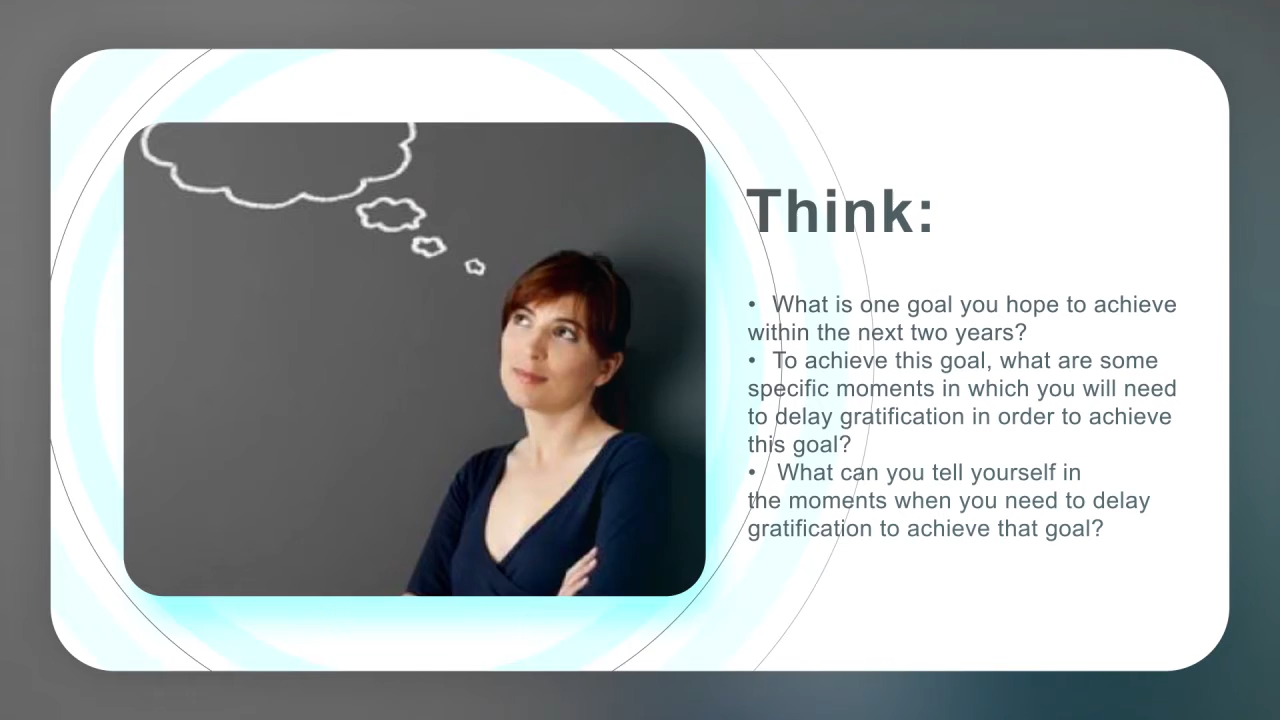 Think:
• What is one goal you hope to achieve
within the next two years?
• To achieve this goal, what are some
specific moments in which you will need
to delay gratification in order to achieve
this goal?
• What can you tell yourself in
the moments when you need to delay
gratification to achieve that goal?